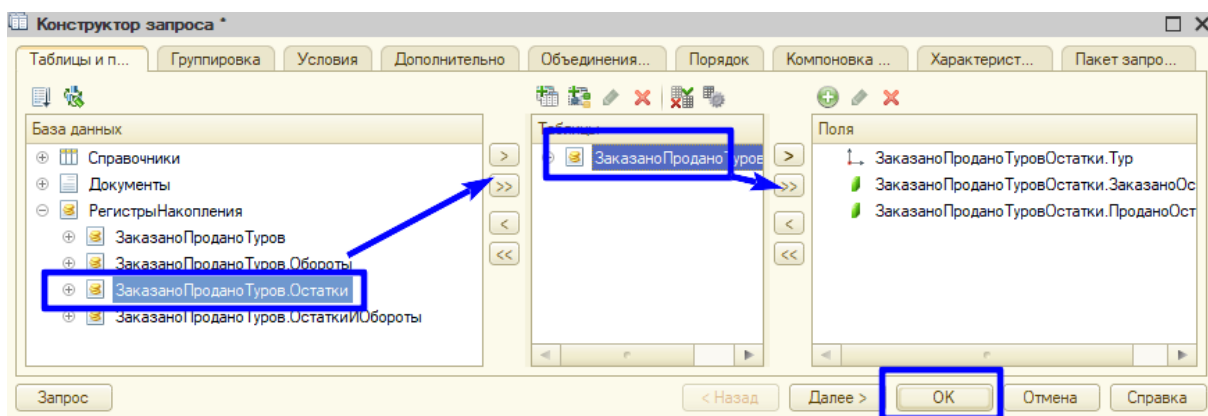 Конструктор запроса *
Таблицы и п... Группировка Условия Дополнительно Объединения... Порядок Компоновка ... Характерист... Пакет запро...
База данных
Справочники
Документы
РегистрыНакопления
ЗаказаноПроданоТуров
ЗаказаноПроданоТуров.Обороты
ЗаказаноПроданоТуров.Остатки
ЗаказаноПроданоТуров.ОстаткиИОбороты
> >> < <<
Таблицы
ЗаказаноПроданоТуров
> >> < <<
Поля
ЗаказаноПроданоТуровОстатки.Тур
ЗаказаноПроданоТуровОстатки.ЗаказаноОс
ЗаказаноПроданоТуровОстатки.ПроданоОст
Запрос < Назад Далее > ОК Отмена Справка